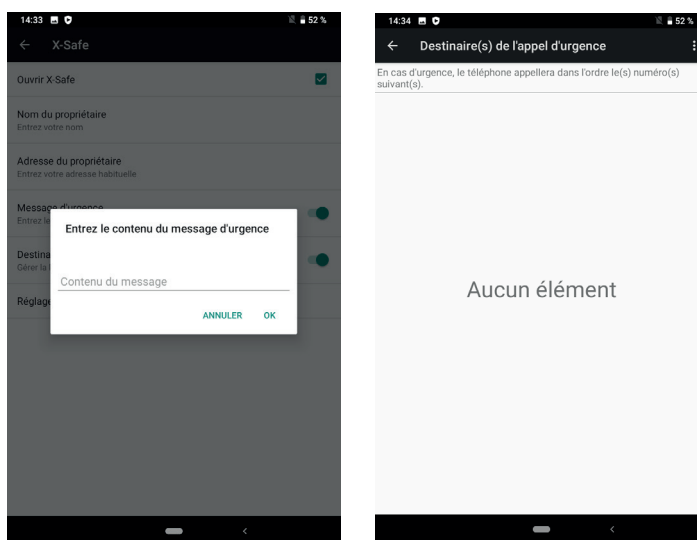 14:33
52 %
X-Safe
Ouvrir X-Safe
Nom du propriétaire
Entrez votre nom
Adresse du propriétaire
Entrez votre adresse habituelle
Message d'urgence
Entrez le
Entrez le contenu du message d'urgence
Destina
Gérer la
Contenu du message
Réglage
ANNULER OK
14:34
52 %
Destinaire(s) de l'appel d'urgence
En cas d'urgence, le téléphone appellera dans l'ordre le(s) numéro(s)
suivant(s).
Aucun élément